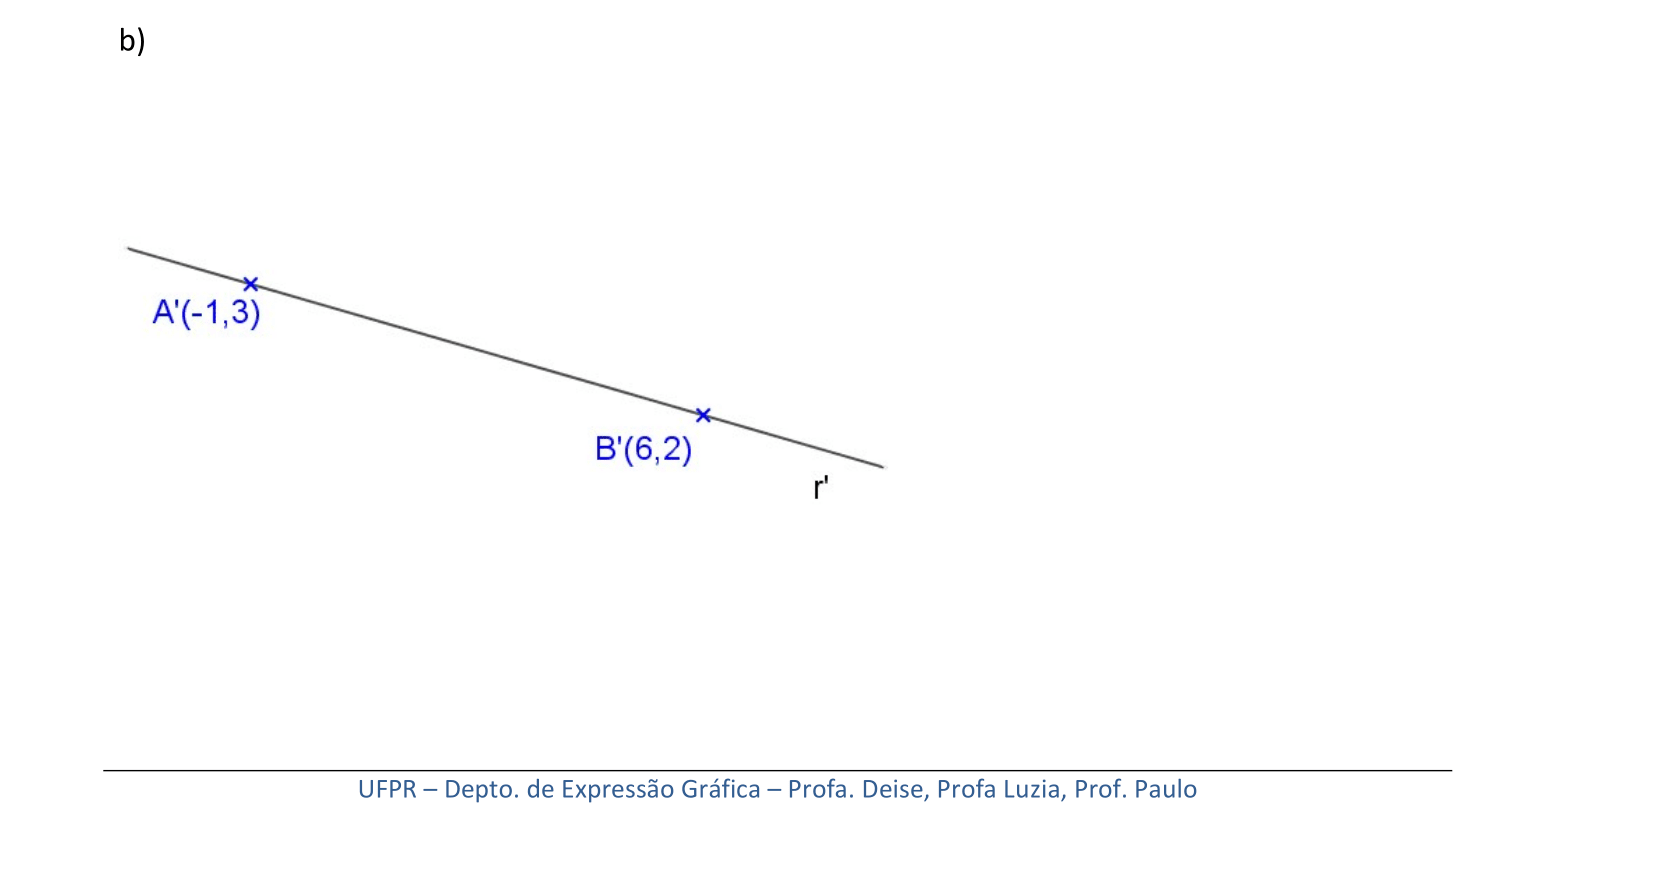 b)
A'(-1,3)
B'(6,2)
r'
UFPR – Depto. de Expressão Gráfica – Profa. Deise, Profa Luzia, Prof. Paulo